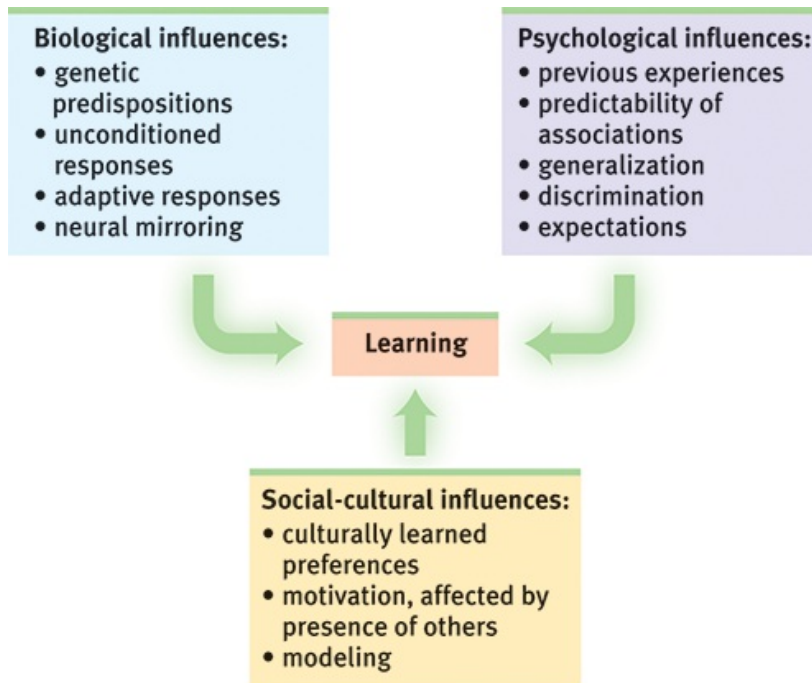 Biological influences:
• genetic
predispositions
• unconditioned
responses
• adaptive responses
• neural mirroring
Psychological influences:
• previous experiences
• predictability of
associations
• generalization
• discrimination
• expectations
Learning
Social-cultural influences:
• culturally learned
preferences
• motivation, affected by
presence of others
• modeling